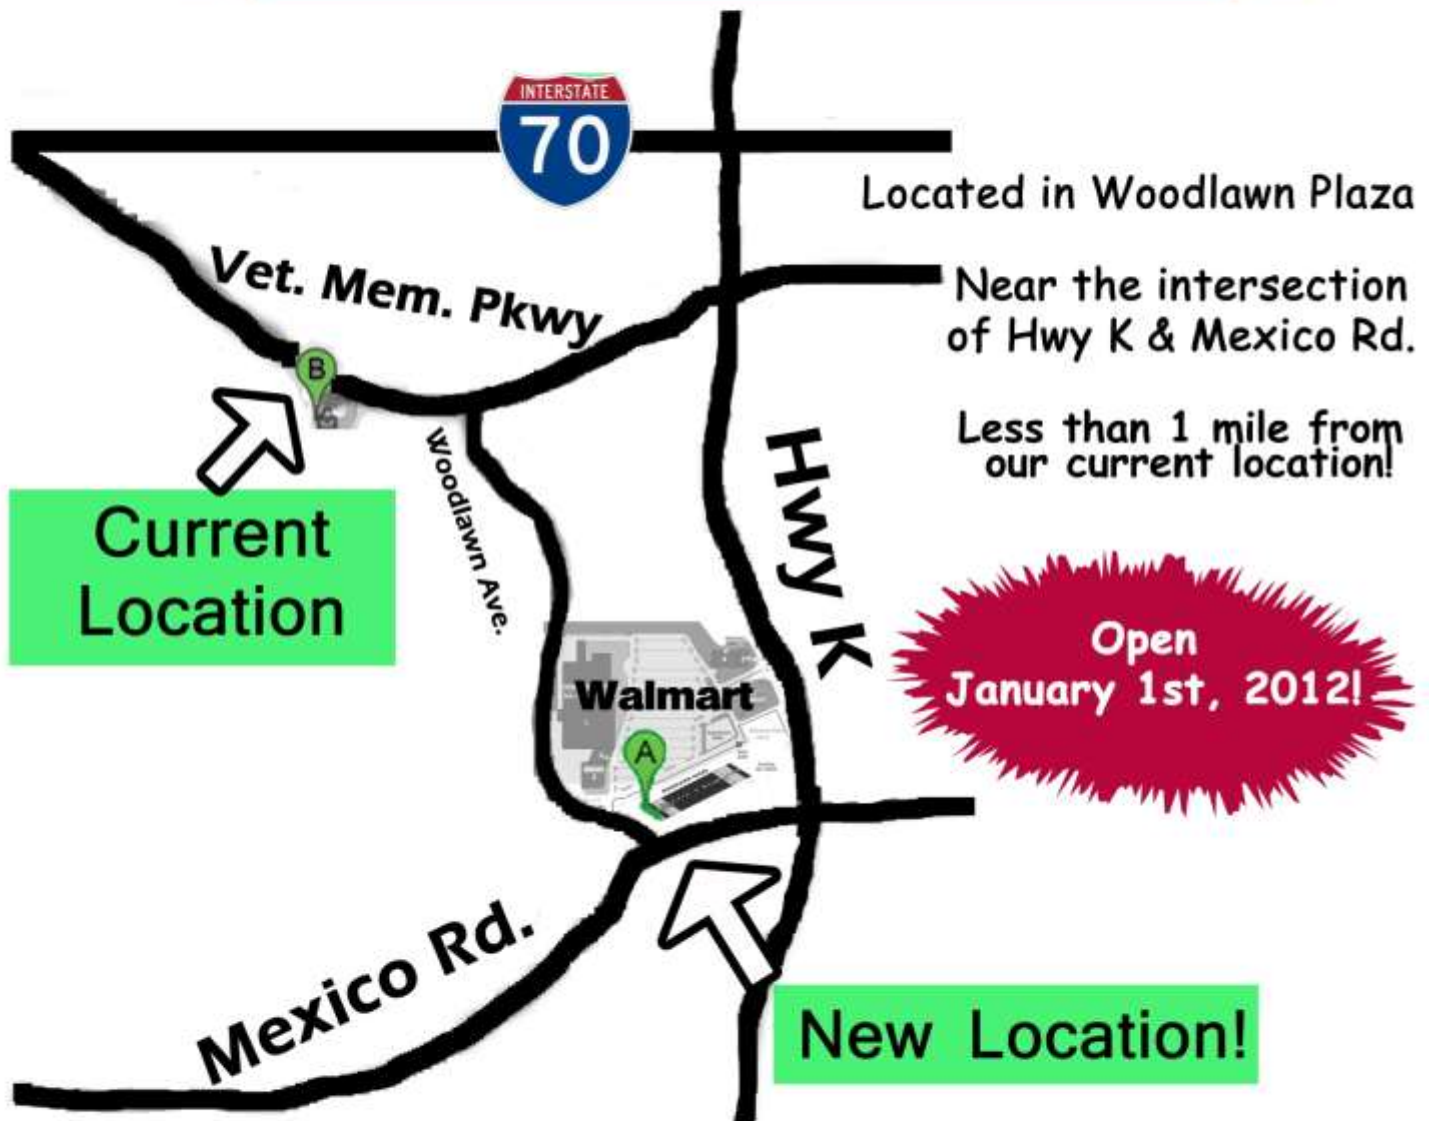 INTERSTATE
70
Located in Woodlawn Plaza
Vet. Mem. Pkwy
Near the intersection
of Hwy K & Mexico Rd.
B
Less than 1 mile from
our current location!
Woodlawn Ave.
Hwy K
Current
Location
Open
January 1st, 2012!
Walmart
A
Mexico Rd.
New Location!